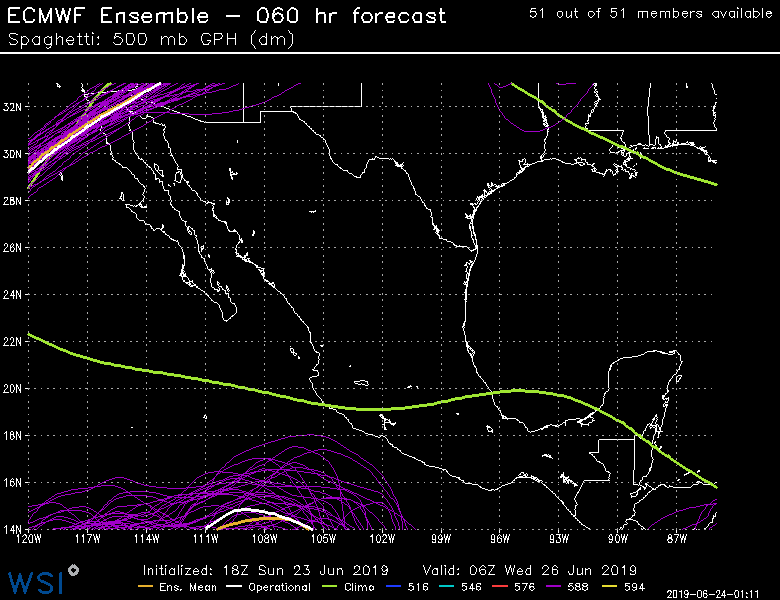 ECMWF Ensemble – 060 hr forecast
51 out of 51 members available
Spaghetti: 500 mb GPH (dm)
32N
30N
28N
26N
24N
22N
20N
18N
16N
14N
120W 117W 114W 111W 108W 105W 102W 99W 96W 93W 90W 87W
Initialized: 18Z Sun 23 Jun 2019 Valid: 06Z Wed 26 Jun 2019
Ens. Mean Operational Climo 516 546 576 588 594
WSI
2019-06-24-01:11